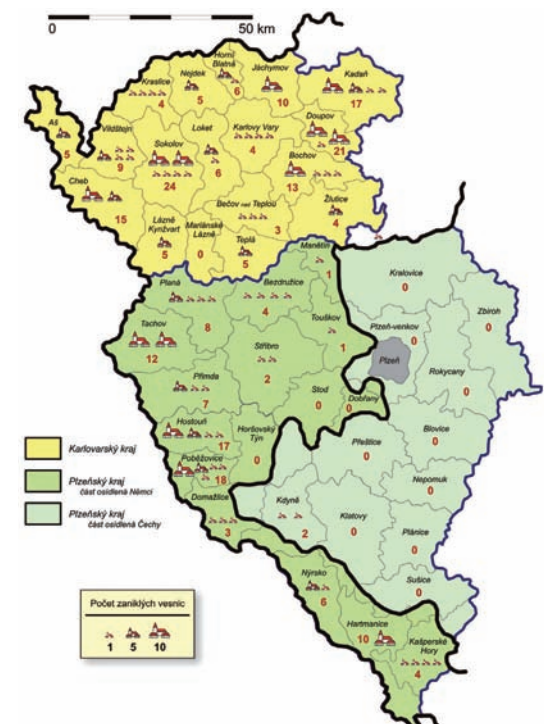 0 50 km
Horní
Blatná
6
Nejdek
5
Jáchymov
10
Kraslice
4
Kadaň
17
Aš
5
Vildštejn
9
Sokolov
24
Loket
6
Karlovy Vary
4
Doupov
21
Bochov
13
Cheb
15
Bečov nad Teplou
3
Žlutice
4
Lázně
Kynžvart
5
Mariánské
Lázně
0
Teplá
5
Manětín
1
Planá
8
Bezdružice
4
Kralovice
0
Zbiroh
0
Touškov
1
Plzeň-venkov
0
Tachov
12
Stříbro
2
Plzeň
Rokycany
0
Přimda
7
Stod
0
Dobřany
0
Hostouň
17
Horšovský
Týn
0
Přeštice
0
Blovice
0
Poběžovice
18
Nepomuk
0
Domažlice
3
Kdyně
2
Klatovy
0
Plánice
0
Sušice
0
Nýrsko
6
Hartmanice
10
Kašperské
Hory
4
Karlovarský kraj
Plzeňský kraj
část osídlená Němci
Plzeňský kraj
část osídlená Čechy
Počet zaniklých vesnic
1 5 10